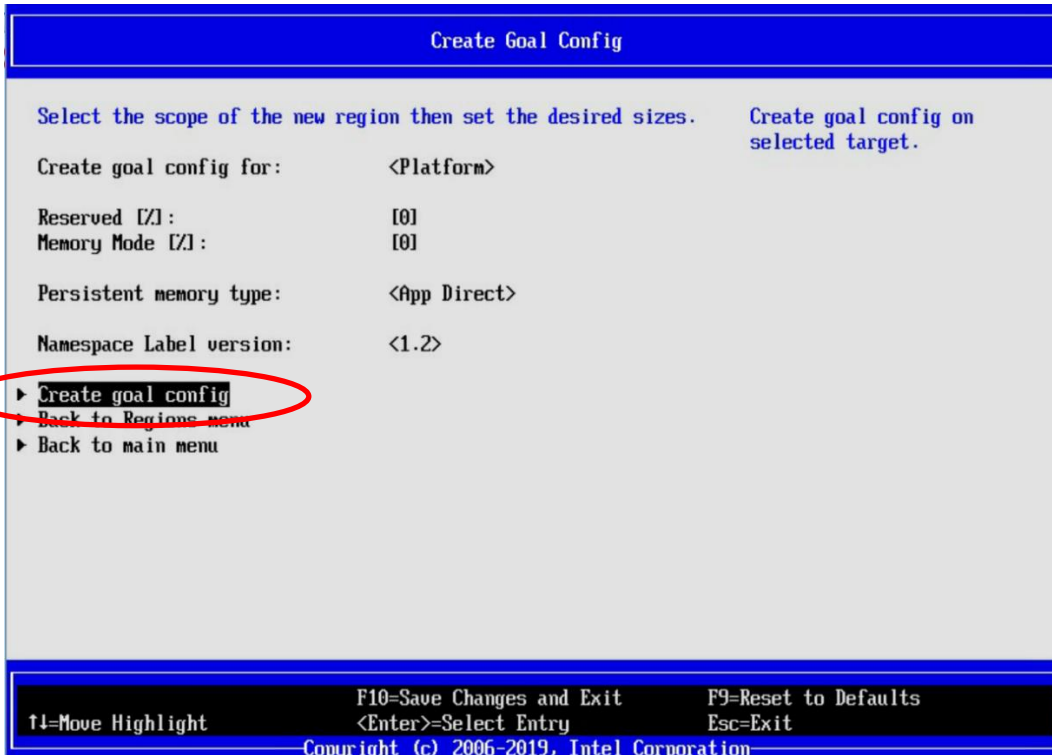 Create Goal Config
Select the scope of the new region then set the desired sizes.
Create goal config on
selected target.
Create goal config for: <Platform>
Reserved [%]: [0]
Memory Mode [%]: [0]
Persistent memory type: <App Direct>
Namespace Label version: <1.2>
Create goal config
Back to Regions menu
Back to main menu
F10=Save Changes and Exit F9=Reset to Defaults
↑↓=Move Highlight <Enter>=Select Entry Esc=Exit
Copyright (c) 2006-2019, Intel Corporation